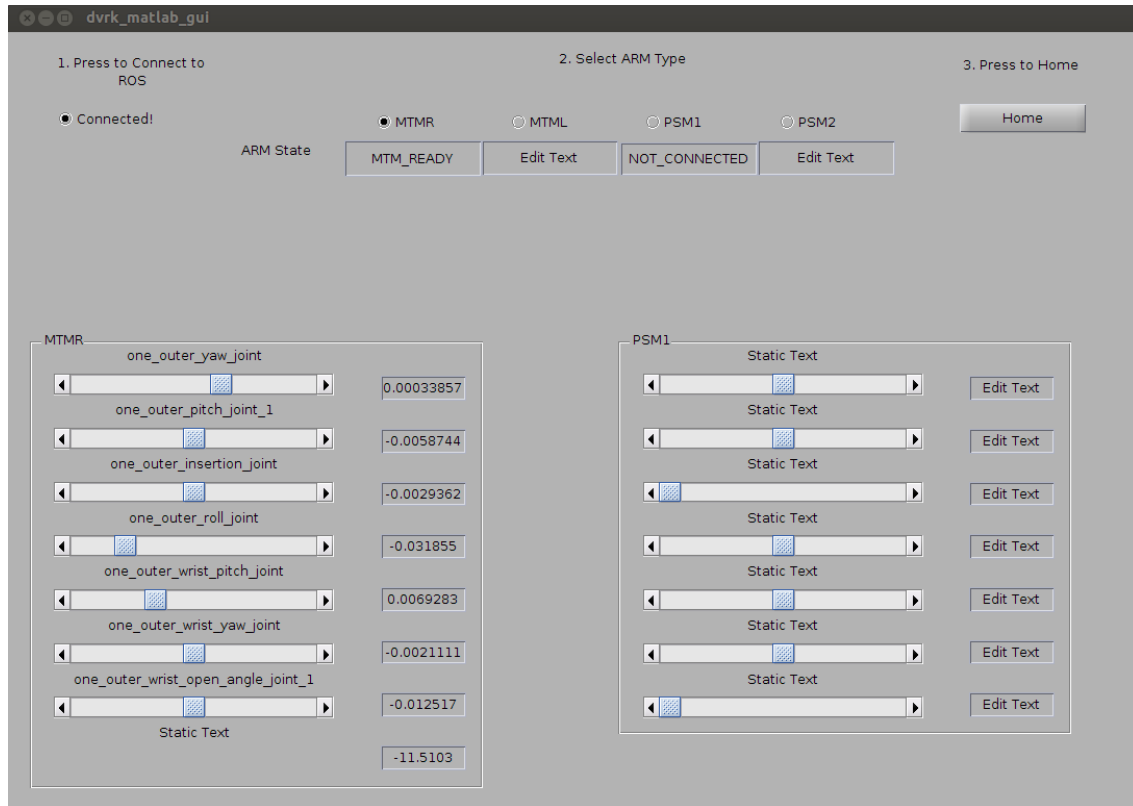 dvrk_matlab_gui
1. Press to Connect to
ROS
2. Select ARM Type
3. Press to Home
Connected!
MTMR
MTML
PSM1
PSM2
Home
ARM State
MTM_READY
Edit Text
NOT_CONNECTED
Edit Text
MTMR
one_outer_yaw_joint
0.00033857
one_outer_pitch_joint_1
-0.0058744
one_outer_insertion_joint
-0.0029362
one_outer_roll_joint
-0.031855
one_outer_wrist_pitch_joint
0.0069283
one_outer_wrist_yaw_joint
-0.0021111
one_outer_wrist_open_angle_joint_1
-0.012517
Static Text
-11.5103
PSM1
Static Text
Edit Text
Static Text
Edit Text
Static Text
Edit Text
Static Text
Edit Text
Static Text
Edit Text
Static Text
Edit Text
Static Text
Edit Text